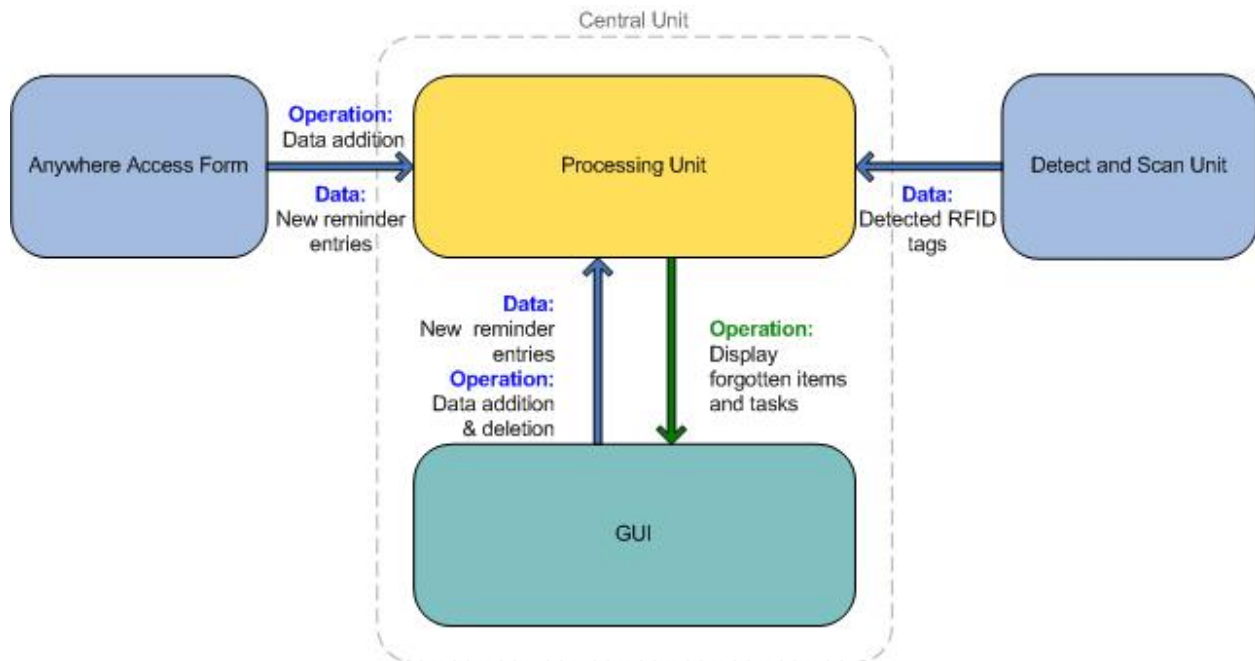 Central Unit
Operation:
Data addition
Anywhere Access Form
Data:
New reminder
entries
Processing Unit
Detect and Scan Unit
Data:
Detected RFID
tags
Data:
New reminder
entries
Operation:
Data addition
& deletion
Operation:
Display
forgotten items
and tasks
GUI